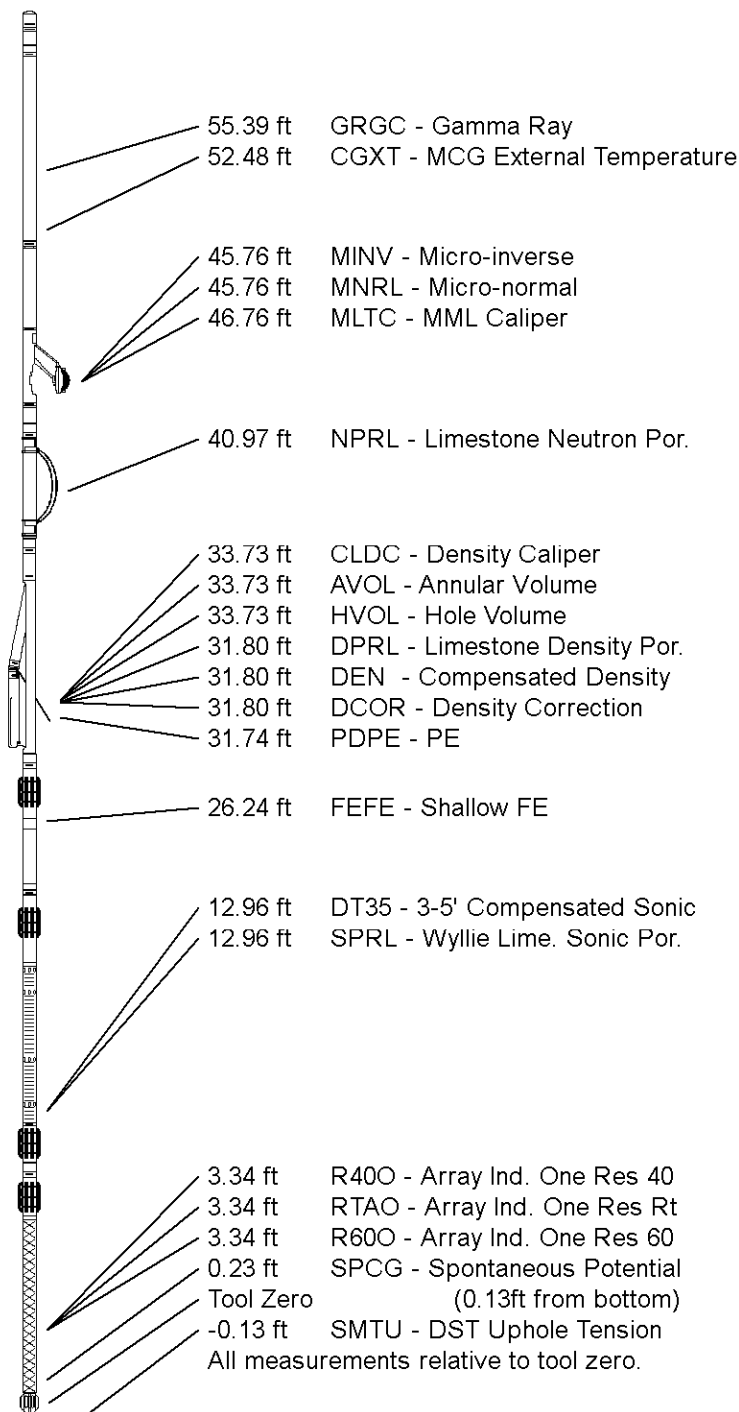 55.39 ft GRGC - Gamma Ray
52.48 ft CGXT - MCG External Temperature
45.76 ft MINV - Micro-inverse
45.76 ft MNRL - Micro-normal
46.76 ft MLTC - MML Caliper
40.97 ft NPRL - Limestone Neutron Por.
33.73 ft CLDC - Density Caliper
33.73 ft AVOL - Annular Volume
33.73 ft HVOL - Hole Volume
31.80 ft DPRL - Limestone Density Por.
31.80 ft DEN - Compensated Density
31.80 ft DCOR - Density Correction
31.74 ft PDPE - PE
26.24 ft FEFE - Shallow FE
12.96 ft DT35 - 3-5' Compensated Sonic
12.96 ft SPRL - Wyllie Lime. Sonic Por.
3.34 ft R40O - Array Ind. One Res 40
3.34 ft RTAO - Array Ind. One Res Rt
3.34 ft R60O - Array Ind. One Res 60
0.23 ft SPCG - Spontaneous Potential
Tool Zero (0.13ft from bottom)
-0.13 ft SMTU - DST Uphole Tension
All measurements relative to tool zero.